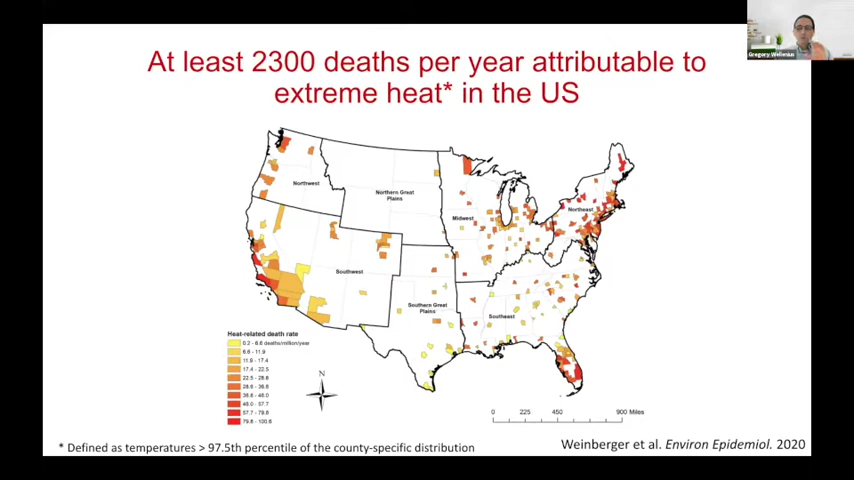 At least 2300 deaths per year attributable to
extreme heat* in the US
Gregory Wellenius
Northwest
Northern Great
Plains
Midwest
Northeast
Southwest
Southern Great
Plains
Southeast
Heat-related death rate
0.2 - 6.6 deaths/million/year
6.6 - 11.9
11.9 - 17.4
17.4 - 22.5
22.5 - 28.6
28.6 - 36.8
36.8 - 46.0
46.0 - 57.7
57.7 - 79.8
79.8 - 100.6
N
0 225 450 900 Miles
* Defined as temperatures > 97.5th percentile of the county-specific distribution
Weinberger et al. Environ Epidemiol. 2020